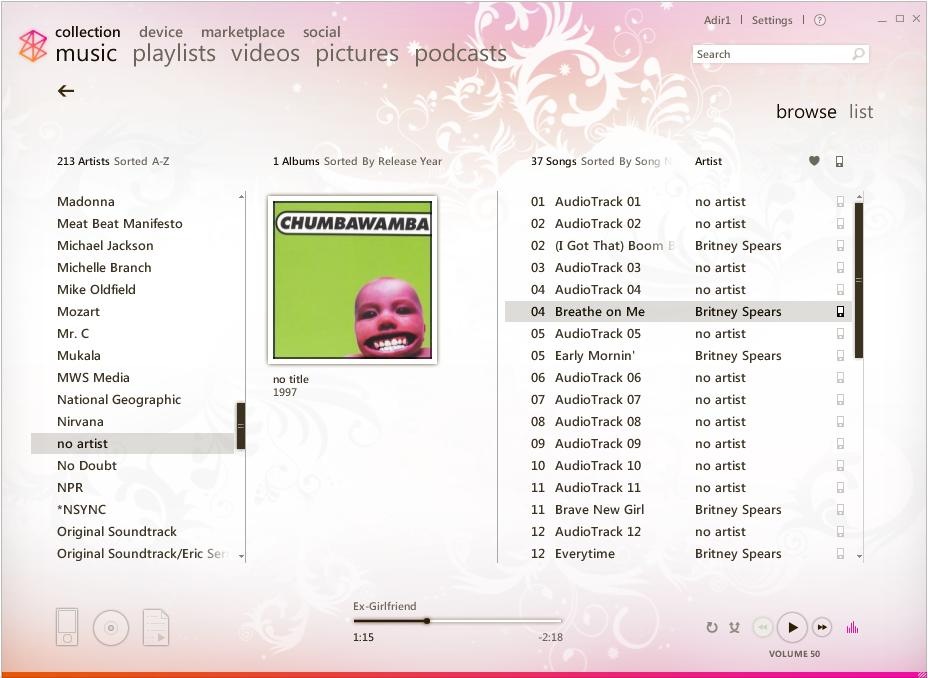 collection device marketplace social
Adir1 | Settings | ?
music playlists videos pictures podcasts
Search
browse list
213 Artists Sorted A-Z
1 Albums Sorted By Release Year
37 Songs Sorted By Song N
Artist
Madonna
Meat Beat Manifesto
Michael Jackson
Michelle Branch
Mike Oldfield
Mozart
Mr. C
Mukala
MWS Media
National Geographic
Nirvana
no artist
No Doubt
NPR
*NSYNC
Original Soundtrack
Original Soundtrack/Eric Ser
CHUMBAWAMBA
no title
1997
01 AudioTrack 01 no artist
02 AudioTrack 02 no artist
02 (I Got That) Boom B Britney Spears
03 AudioTrack 03 no artist
04 AudioTrack 04 no artist
04 Breathe on Me Britney Spears
05 AudioTrack 05 no artist
05 Early Mornin' Britney Spears
06 AudioTrack 06 no artist
07 AudioTrack 07 no artist
08 AudioTrack 08 no artist
09 AudioTrack 09 no artist
10 AudioTrack 10 no artist
11 AudioTrack 11 no artist
11 Brave New Girl Britney Spears
12 AudioTrack 12 no artist
12 Everytime Britney Spears
Ex-Girlfriend
1:15 -2:18
VOLUME 50